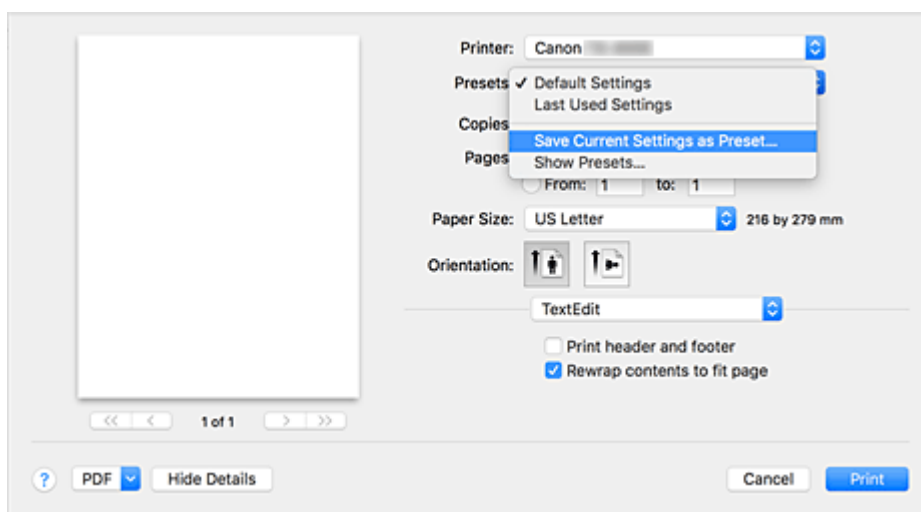 Printer: Canon
Presets ✓ Default Settings
Last Used Settings
Copies
Save Current Settings as Preset...
Pages
Show Presets...
From: 1 to: 1
Paper Size: US Letter 216 by 279 mm
Orientation:
TextEdit
Print header and footer
Rewrap contents to fit page
<< < 1 of 1 > >>
? PDF Hide Details Cancel Print